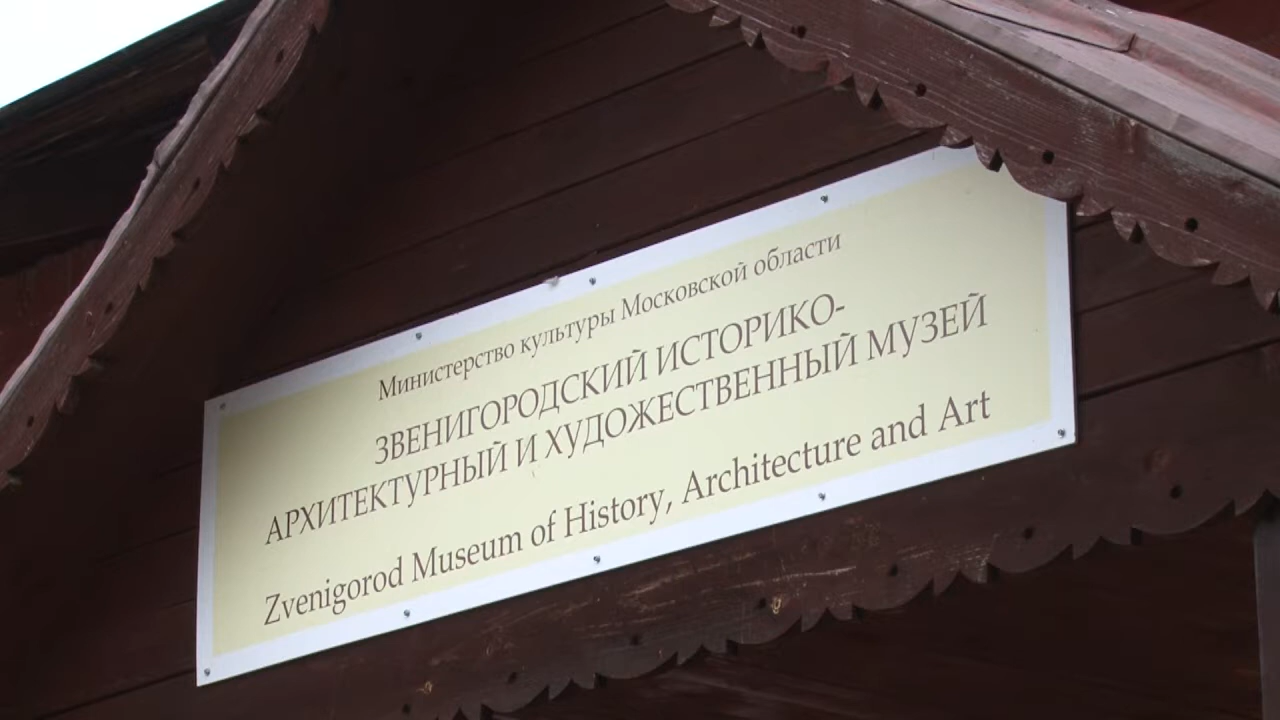 Министерство культуры Московской области
ЗВЕНИГОРОДСКИЙ ИСТОРИКО-
АРХИТЕКТУРНЫЙ И ХУДОЖЕСТВЕННЫЙ МУЗЕЙ
Zvenigorod Museum of History, Architecture and Art